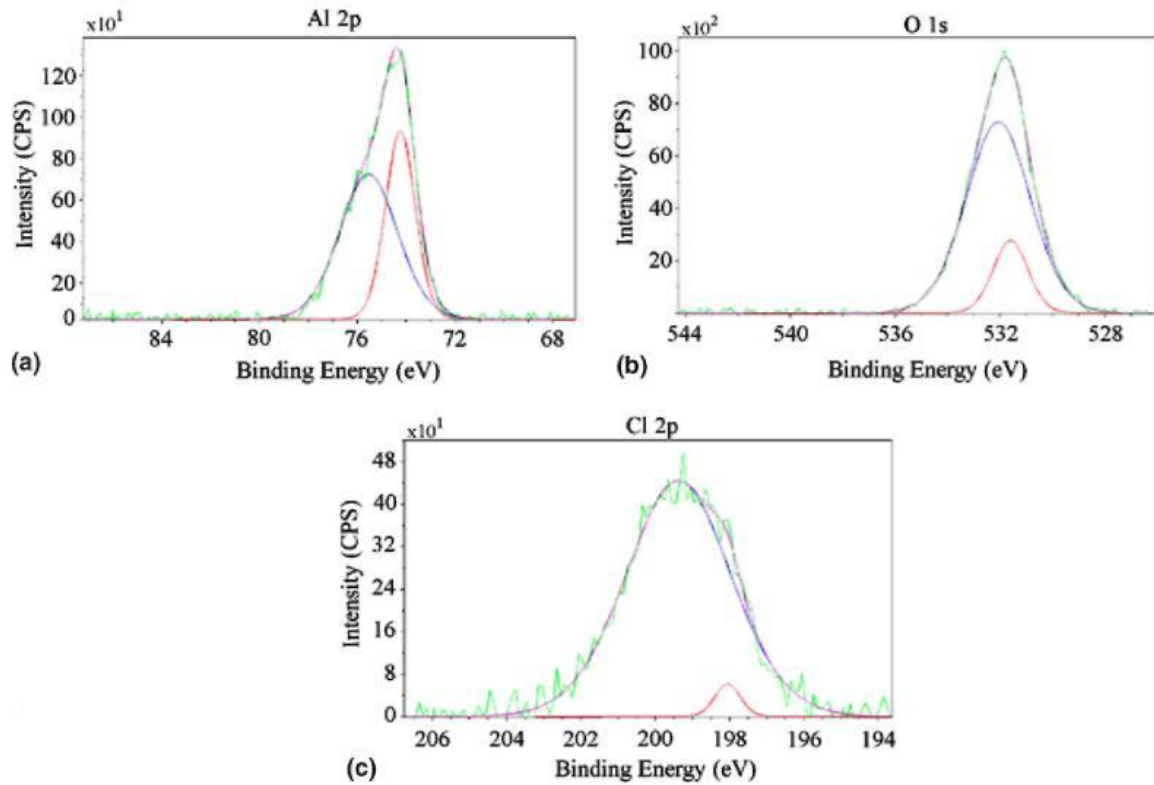 Al 2p
x10¹
Intensity (CPS)
120
100
80
60
40
20
0
84
80
76
72
68
Binding Energy (eV)
(a)
O 1s
x10²
Intensity (CPS)
100
80
60
40
20
544
540
536
532
528
Binding Energy (eV)
(b)
Cl 2p
x10¹
Intensity (CPS)
48
40
32
24
16
8
0
206
204
202
200
198
196
194
Binding Energy (eV)
(c)